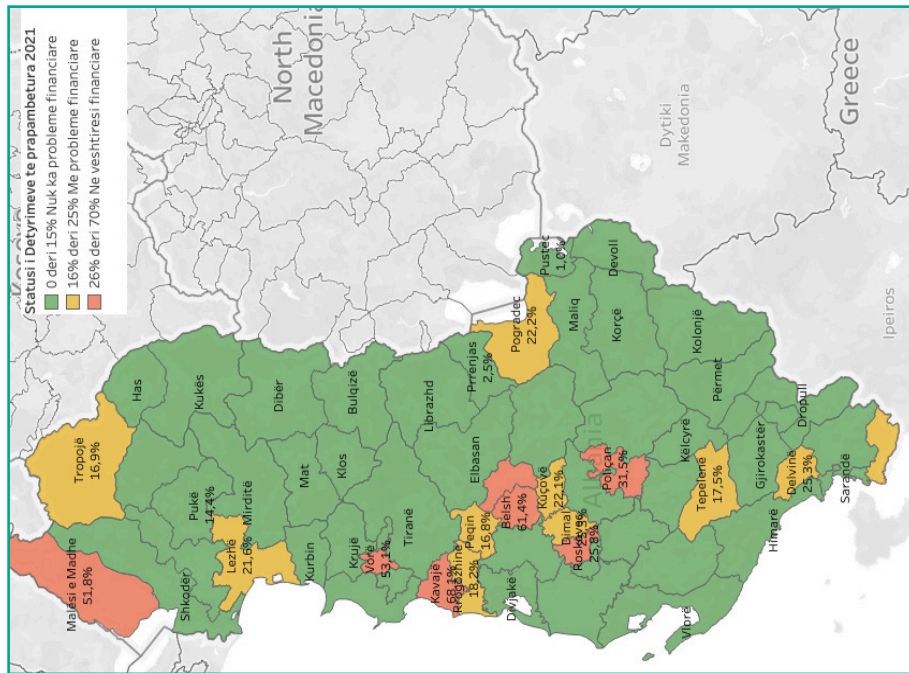 Statusi i Detyrimeve te prapambetura 2021
0 deri 15% Nuk ka probleme financiare
16% deri 25% Me probleme financiare
26% deri 70% Ne veshtiresi financiare
North
Macedonia
Dytiki
Makedonia
Greece
Ipeiros
Malësi e Madhe
51,8%
Tropojë
16,9%
Has
Shkodër
Pukë
14,4%
Kukës
Lezhë
21,6%
Mirditë
Dibër
Kurbin
Mat
Krujë
Klos
Bulqizë
Vorë
53,1%
Tiranë
Librazhd
Kavajë
68,1%
Rrogozhinë
18,2%
Peqin
16,8%
Elbasan
Prrenjas
2,5%
Pogradec
22,2%
Pustec
1,0%
Divjakë
Belsh
61,4%
Kuçovë
22,1%
Dimal
Roskovec
25,8%
Maliq
Devoll
Poliçan
31,5%
Korçë
Albania
Vlorë
Këlcyrë
Tepelenë
17,5%
Përmet
Kolonjë
Himarë
Gjirokastër
Delvinë
25,3%
Dropull
Sarandë